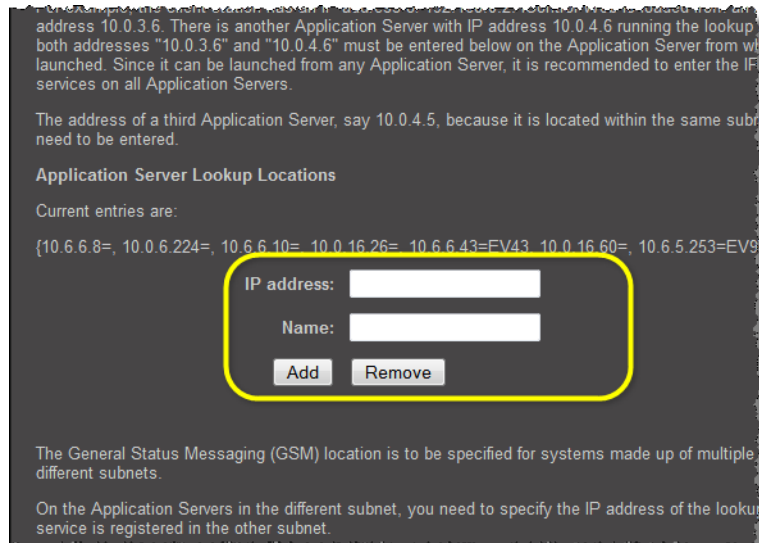 address 10.0.3.6. There is another Application Server with IP address 10.0.4.6 running the lookup
both addresses "10.0.3.6" and "10.0.4.6" must be entered below on the Application Server from
launched. Since it can be launched from any Application Server, it is recommended to enter the
services on all Application Servers.
The address of a third Application Server, say 10.0.4.5, because it is located within the same
need to be entered.
Application Server Lookup Locations
Current entries are:
{10.6.6.8=, 10.0.6.224=, 10.6.6.10=, 10.0.16.26=, 10.6.6.43=EV43, 10.0.16.60=, 10.6.5.253=EV9
IP address:
Name:
Add Remove
The General Status Messaging (GSM) location is to be specified for systems made up of multiple
different subnets.
On the Application Servers in the different subnet, you need to specify the IP address of the
service is registered in the other subnet.